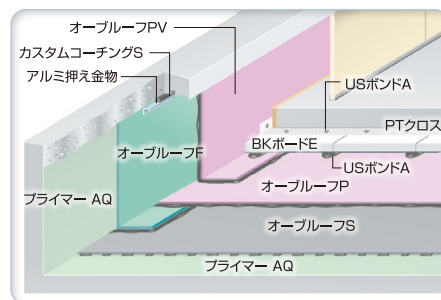 オーブルーフPV
カスタムコーチングS
アルミ押え金物
USボンドA
PTクロス
BKボードE
オーブルーフF
USボンドA
プライマー AQ
オーブルーフP
オーブルーフS
プライマー AQ